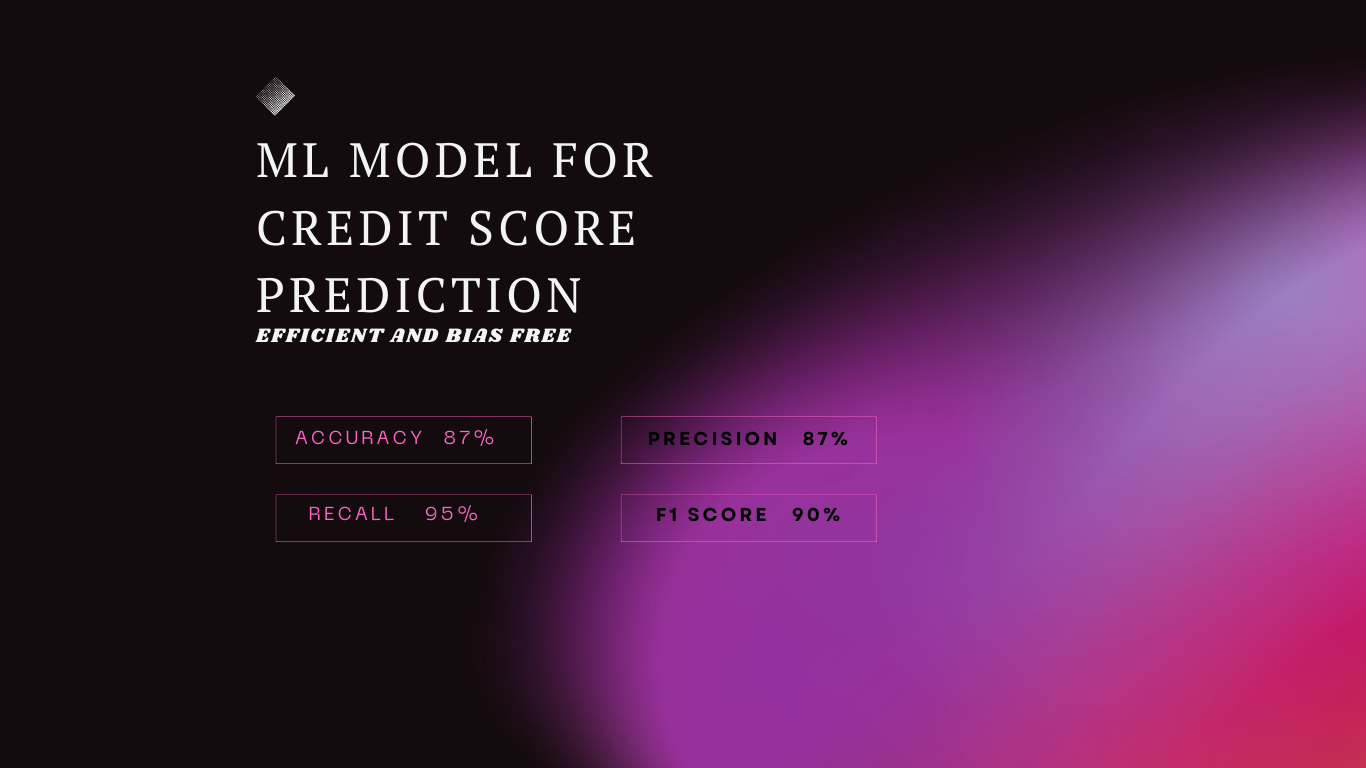 ML MODEL FOR
CREDIT SCORE
PREDICTION
EFFICIENT AND BIAS FREE
ACCURACY 87%
PRECISION 87%
RECALL 95%
F1 SCORE 90%